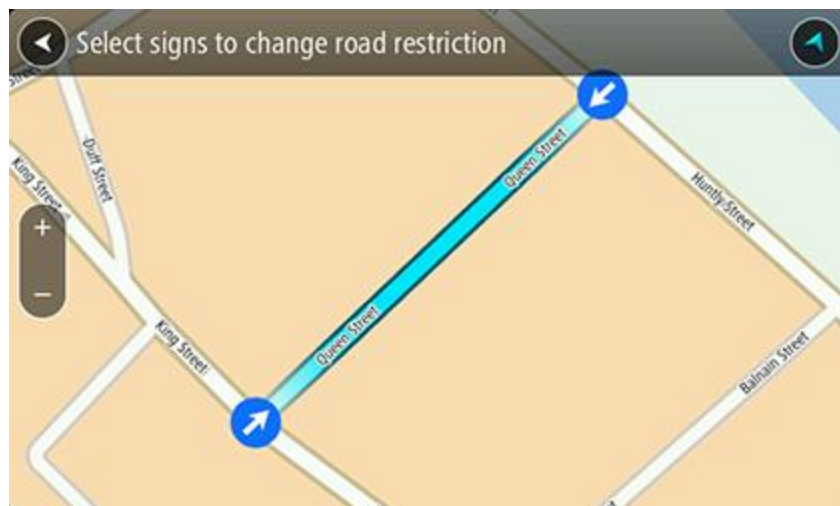 Select signs to change road restriction
Street
Duff Street
King Street
Queen Street
Huntly Street
+
−
Queen Street
King Street
Balnain Street